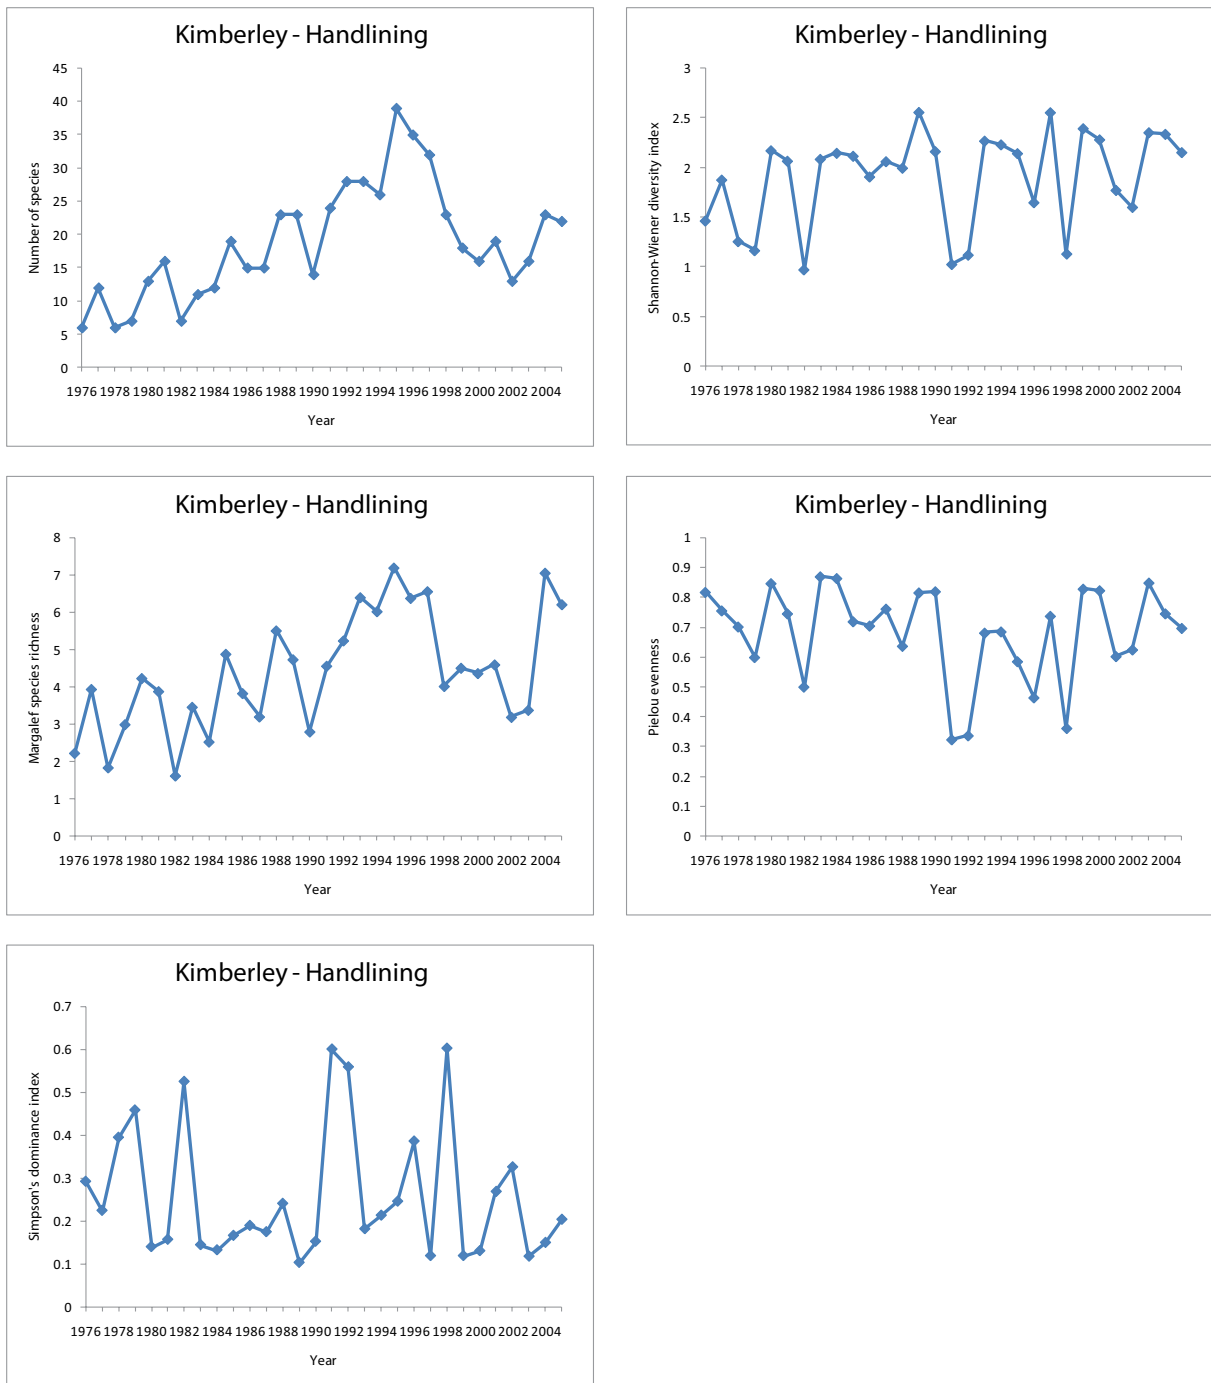 Kimberley - Handlining
45
40
35
30
25
20
15
10
5
0
Number of species
1976 1978 1980 1982 1984 1986 1988 1990 1992 1994 1996 1998 2000 2002 2004
Year
Kimberley - Handlining
3
2.5
2
1.5
1
0.5
0
Shannon-Wiener diversity index
1976 1978 1980 1982 1984 1986 1988 1990 1992 1994 1996 1998 2000 2002 2004
Year
Kimberley - Handlining
8
7
6
5
4
3
2
1
0
Margalef species richness
1976 1978 1980 1982 1984 1986 1988 1990 1992 1994 1996 1998 2000 2002 2004
Year
Kimberley - Handlining
1
0.9
0.8
0.7
0.6
0.5
0.4
0.3
0.2
0.1
0
Pielou evenness
1976 1978 1980 1982 1984 1986 1988 1990 1992 1994 1996 1998 2000 2002 2004
Year
Kimberley - Handlining
0.7
0.6
0.5
0.4
0.3
0.2
0.1
0
Simpson's dominance index
1976 1978 1980 1982 1984 1986 1988 1990 1992 1994 1996 1998 2000 2002 2004
Year